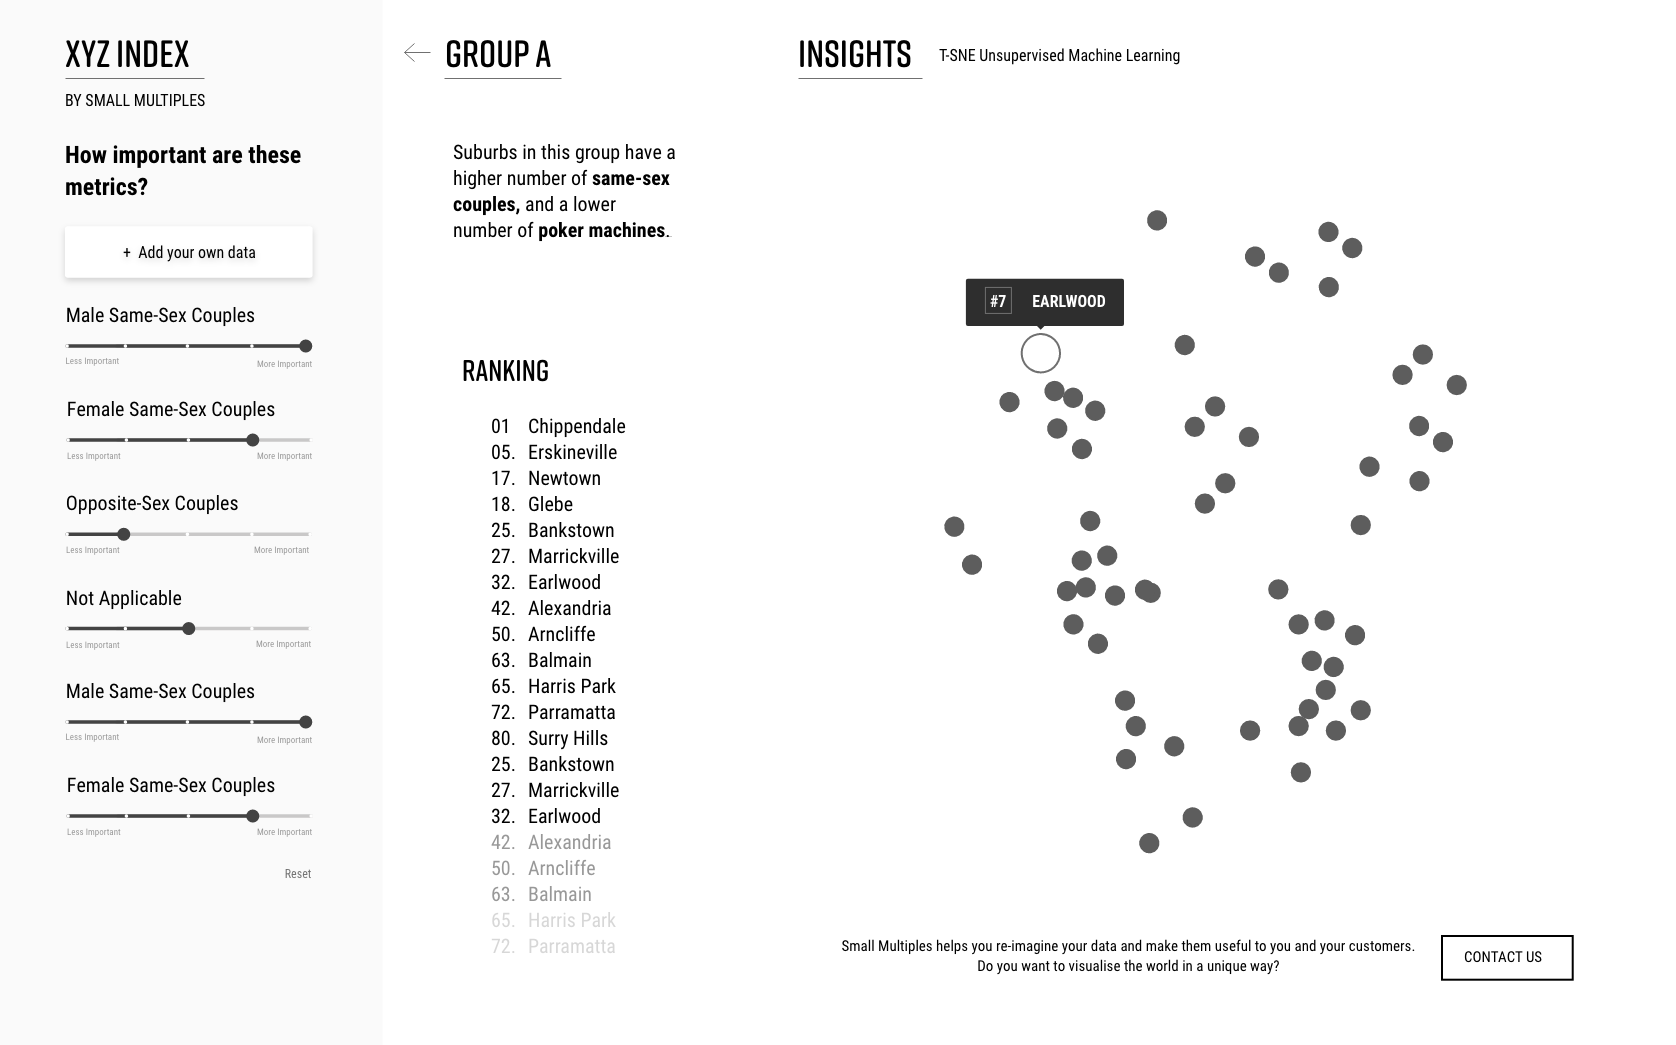 XYZ INDEX
BY SMALL MULTIPLES
How important are these
metrics?
+ Add your own data
Male Same-Sex Couples
Less Important More Important
Female Same-Sex Couples
Less Important More Important
Opposite-Sex Couples
Less Important More Important
Not Applicable
Less Important More Important
Male Same-Sex Couples
Less Important More Important
Female Same-Sex Couples
Less Important More Important
Reset
GROUP A
Suburbs in this group have a
higher number of same-sex
couples, and a lower
number of poker machines.
RANKING
01 Chippendale
05. Erskineville
17. Newtown
18. Glebe
25. Bankstown
27. Marrickville
32. Earlwood
42. Alexandria
50. Arncliffe
63. Balmain
65. Harris Park
72. Parramatta
80. Surry Hills
25. Bankstown
27. Marrickville
32. Earlwood
42. Alexandria
50. Arncliffe
63. Balmain
65. Harris Park
72. Parramatta
INSIGHTS T-SNE Unsupervised Machine Learning
#7 EARLWOOD
Small Multiples helps you re-imagine your data and make them useful to you and your customers.
Do you want to visualise the world in a unique way?
CONTACT US